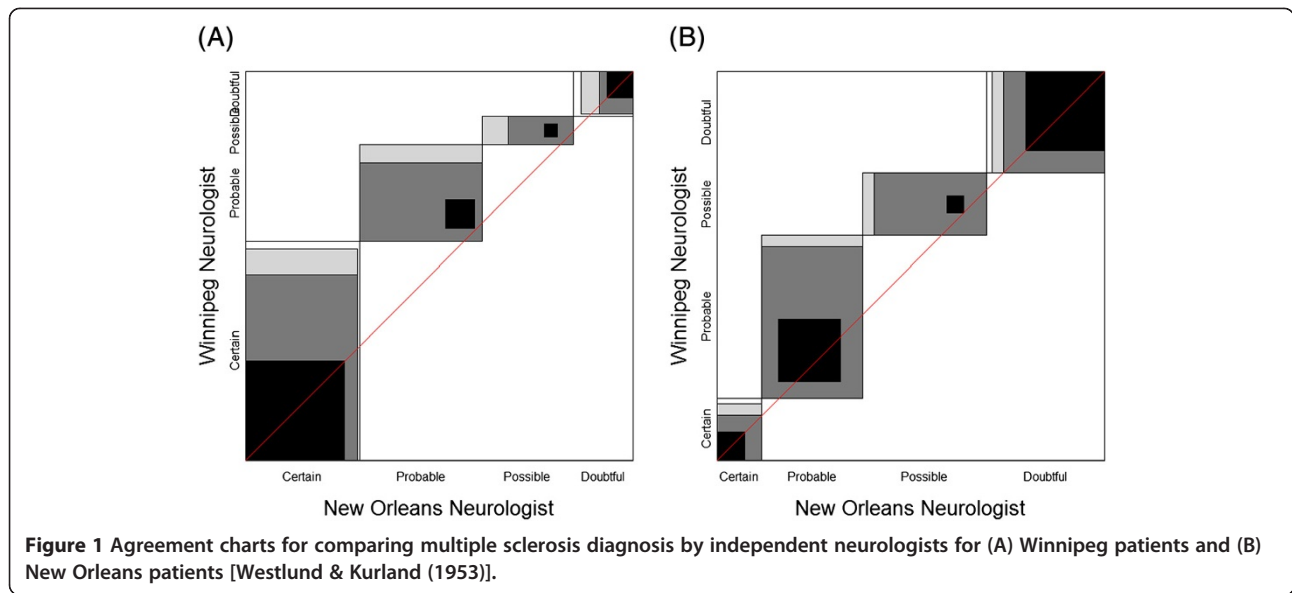 (A)
Winnipeg Neurologist
Doubtful
Possible
Probable
Certain
Certain Probable Possible Doubtful
New Orleans Neurologist
(B)
Winnipeg Neurologist
Doubtful
Possible
Probable
Certain
Certain Probable Possible Doubtful
New Orleans Neurologist
Figure 1 Agreement charts for comparing multiple sclerosis diagnosis by independent neurologists for (A) Winnipeg patients and (B)
New Orleans patients [Westlund & Kurland (1953)].